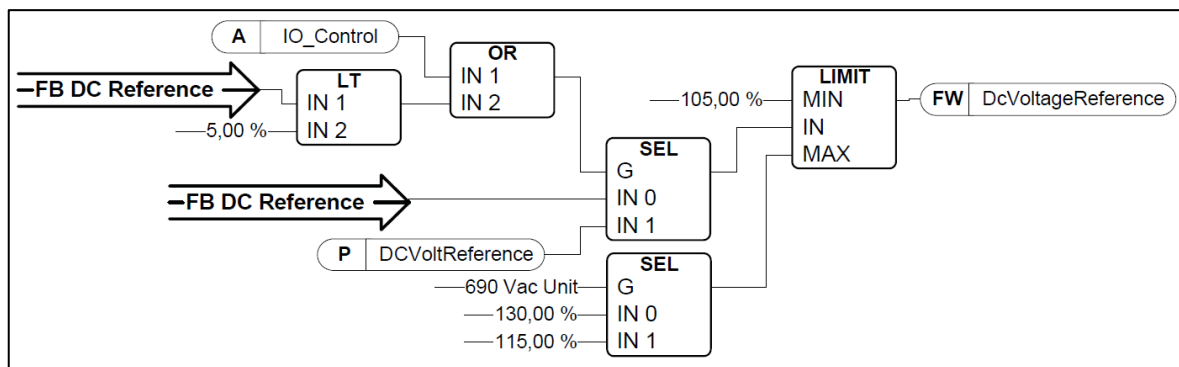 A IO_Control
FB DC Reference
LT
IN 1
5,00 % IN 2
OR
IN 1
IN 2
FB DC Reference
P DCVoltReference
SEL
G
IN 0
IN 1
SEL
690 Vac Unit G
130,00 % IN 0
115,00 % IN 1
LIMIT
105,00 % MIN
IN
MAX
FW DcVoltageReference